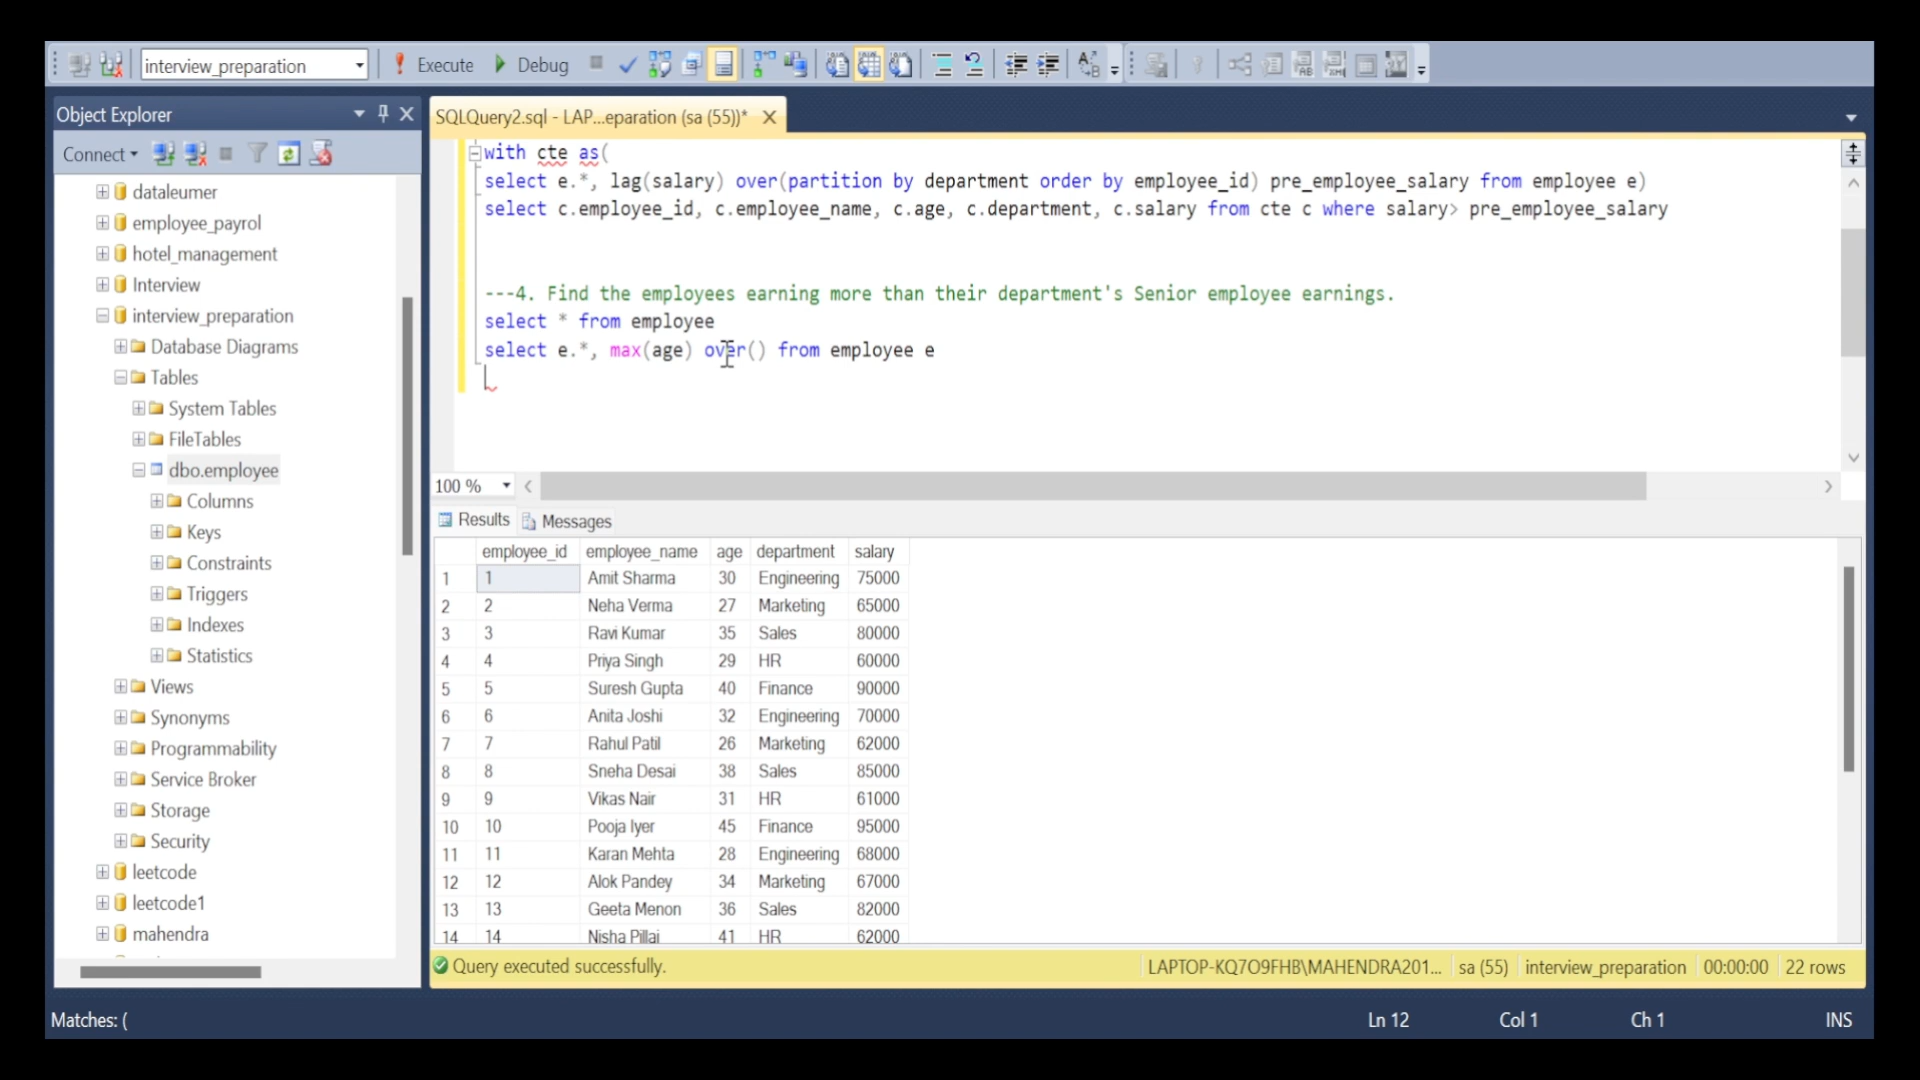 interview_preparation
Execute
Debug
Object Explorer
SQLQuery2.sql - LAP...eparation (sa (55))*
Connect
dataleumer
employee_payrol
hotel_management
Interview
interview_preparation
Database Diagrams
Tables
System Tables
FileTables
dbo.employee
Columns
Keys
Constraints
Triggers
Indexes
Statistics
Views
Synonyms
Programmability
Service Broker
Storage
Security
leetcode
leetcode1
mahendra
with cte as(
select e.*, lag(salary) over(partition by department order by employee_id) pre_employee_salary from employee e)
select c.employee_id, c.employee_name, c.age, c.department, c.salary from cte c where salary> pre_employee_salary
---4. Find the employees earning more than their department's Senior employee earnings.
select * from employee
select e.*, max(age) over() from employee e
100 %
Results Messages
employee_id employee_name age department salary
1 1 Amit Sharma 30 Engineering 75000
2 2 Neha Verma 27 Marketing 65000
3 3 Ravi Kumar 35 Sales 80000
4 4 Priya Singh 29 HR 60000
5 5 Suresh Gupta 40 Finance 90000
6 6 Anita Joshi 32 Engineering 70000
7 7 Rahul Patil 26 Marketing 62000
8 8 Sneha Desai 38 Sales 85000
9 9 Vikas Nair 31 HR 61000
10 10 Pooja Iyer 45 Finance 95000
11 11 Karan Mehta 28 Engineering 68000
12 12 Alok Pandey 34 Marketing 67000
13 13 Geeta Menon 36 Sales 82000
14 14 Nisha Pillai 41 HR 62000
Query executed successfully.
LAPTOP-KQ7O9FHB\MAHENDRA201... sa (55) interview_preparation 00:00:00 22 rows
Matches: (
Ln 12 Col 1 Ch 1 INS